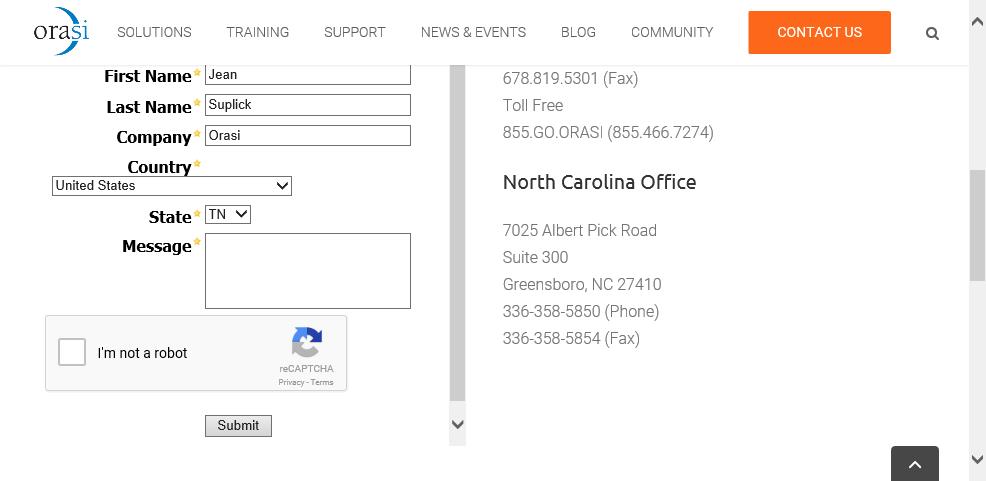 orasi
SOLUTIONS TRAINING SUPPORT NEWS & EVENTS BLOG COMMUNITY CONTACT US
First Name Jean
Last Name Suplick
Company Orasi
Country
United States
State TN
Message
I'm not a robot
reCAPTCHA
Privacy - Terms
Submit
678.819.5301 (Fax)
Toll Free
855.GO.ORASI (855.466.7274)
North Carolina Office
7025 Albert Pick Road
Suite 300
Greensboro, NC 27410
336-358-5850 (Phone)
336-358-5854 (Fax)